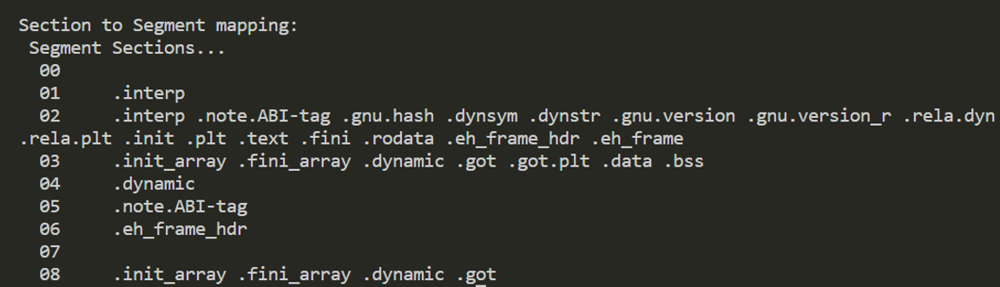 Section to Segment mapping:
Segment Sections...
00
01 .interp
02 .interp .note.ABI-tag .gnu.hash .dynsym .dynstr .gnu.version .gnu.version_r .rela.dyn
.rela.plt .init .plt .text .fini .rodata .eh_frame_hdr .eh_frame
03 .init_array .fini_array .dynamic .got .got.plt .data .bss
04 .dynamic
05 .note.ABI-tag
06 .eh_frame_hdr
07
08 .init_array .fini_array .dynamic .got